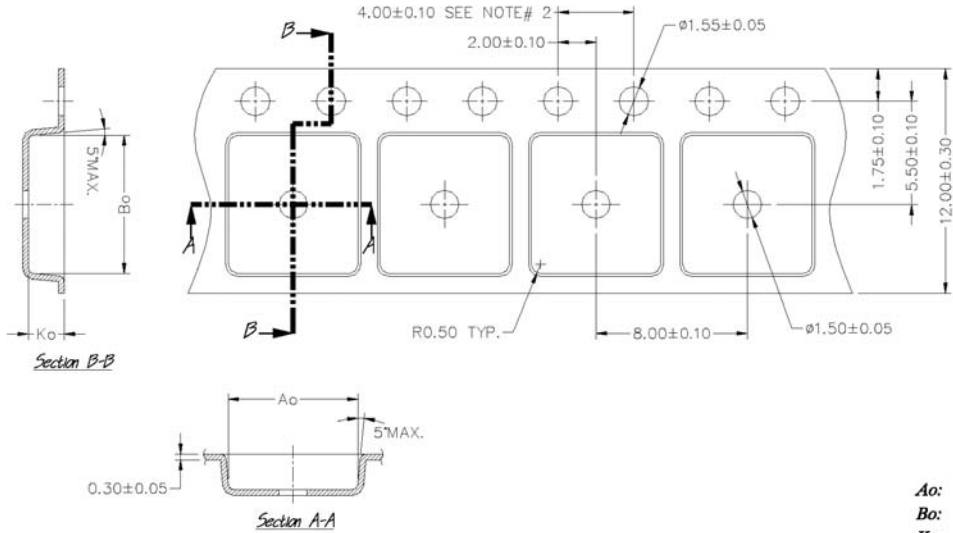 4.00±0.10 SEE NOTE# 2
B
2.00±0.10
ø1.55±0.05
5°MAX.
Bo
1.75±0.10
5.50±0.10
12.00±0.30
A
A
Ko
B
R0.50 TYP.
8.00±0.10
ø1.50±0.05
Section B-B
Ao
5°MAX.
0.30±0.05
Section A-A
Ao:
Bo: